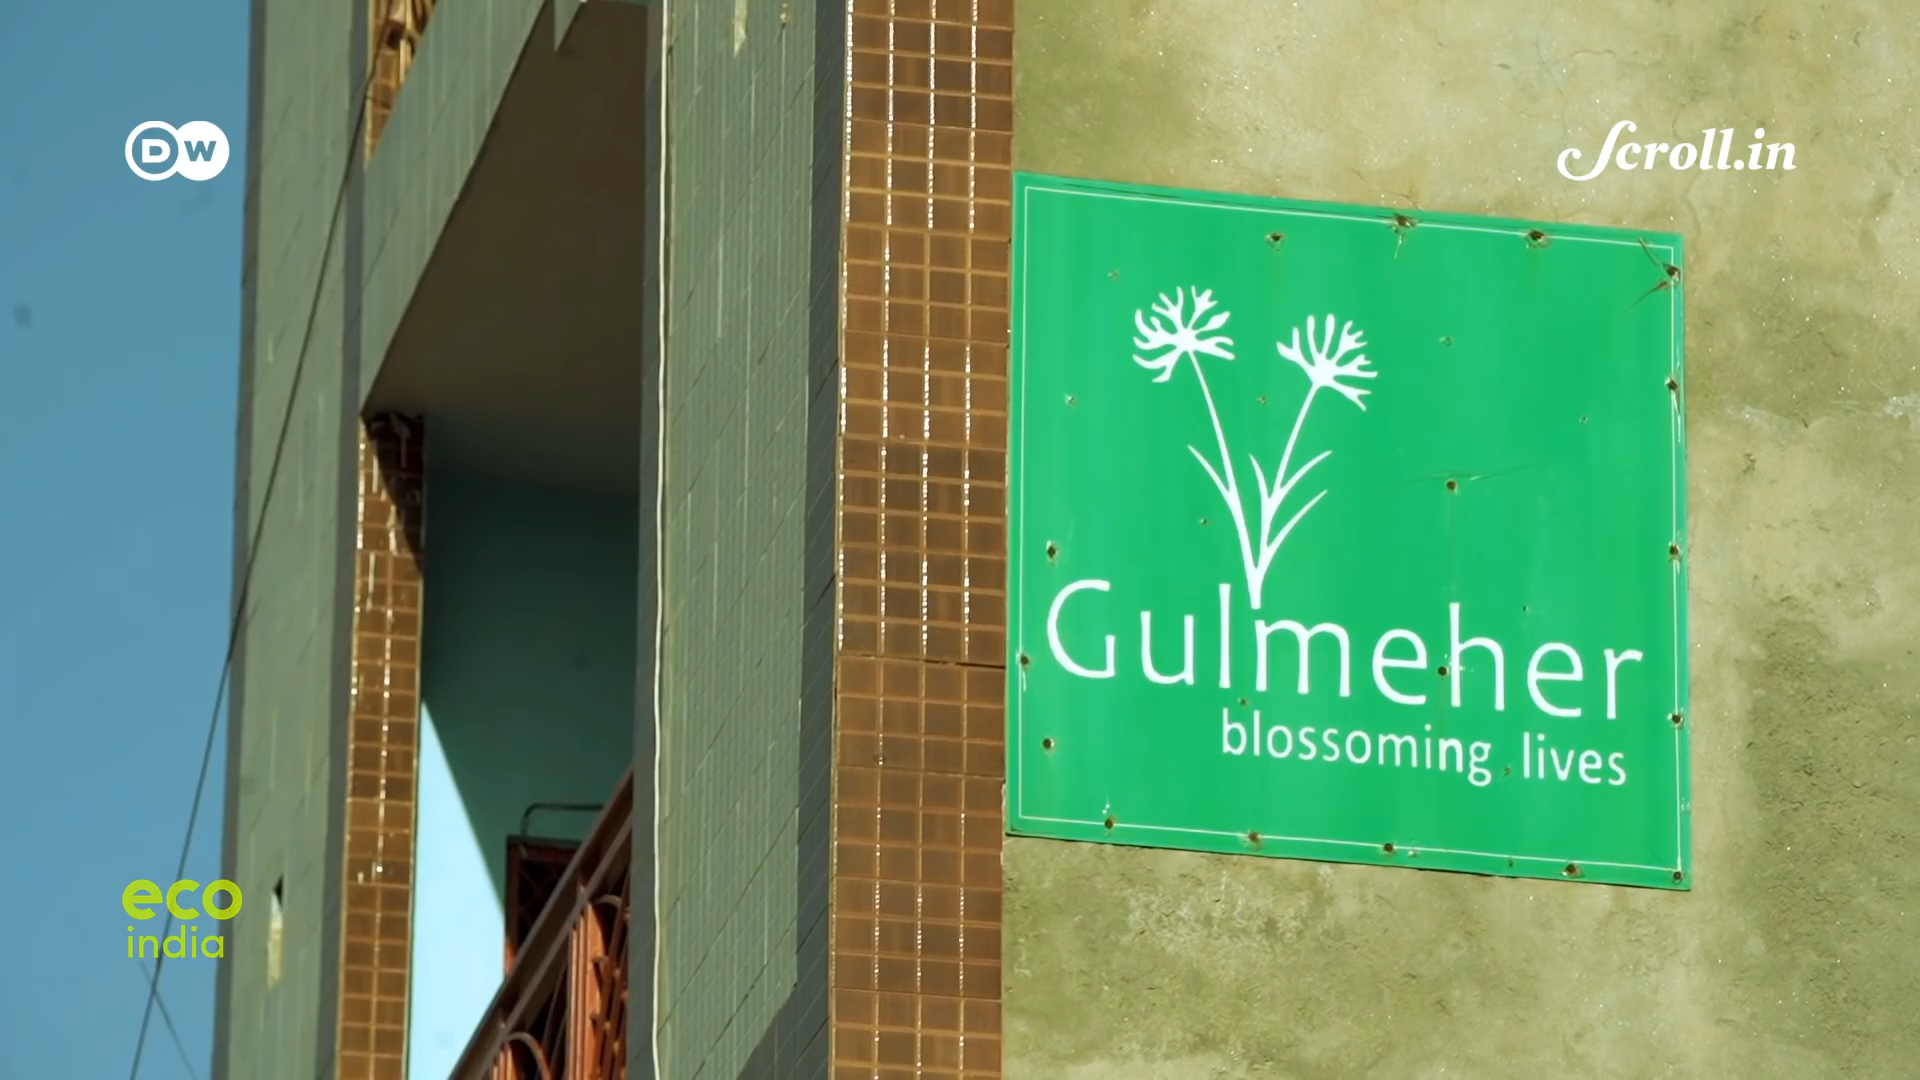 DW
Scroll.in
Gulmeher
blossoming lives
eco
india